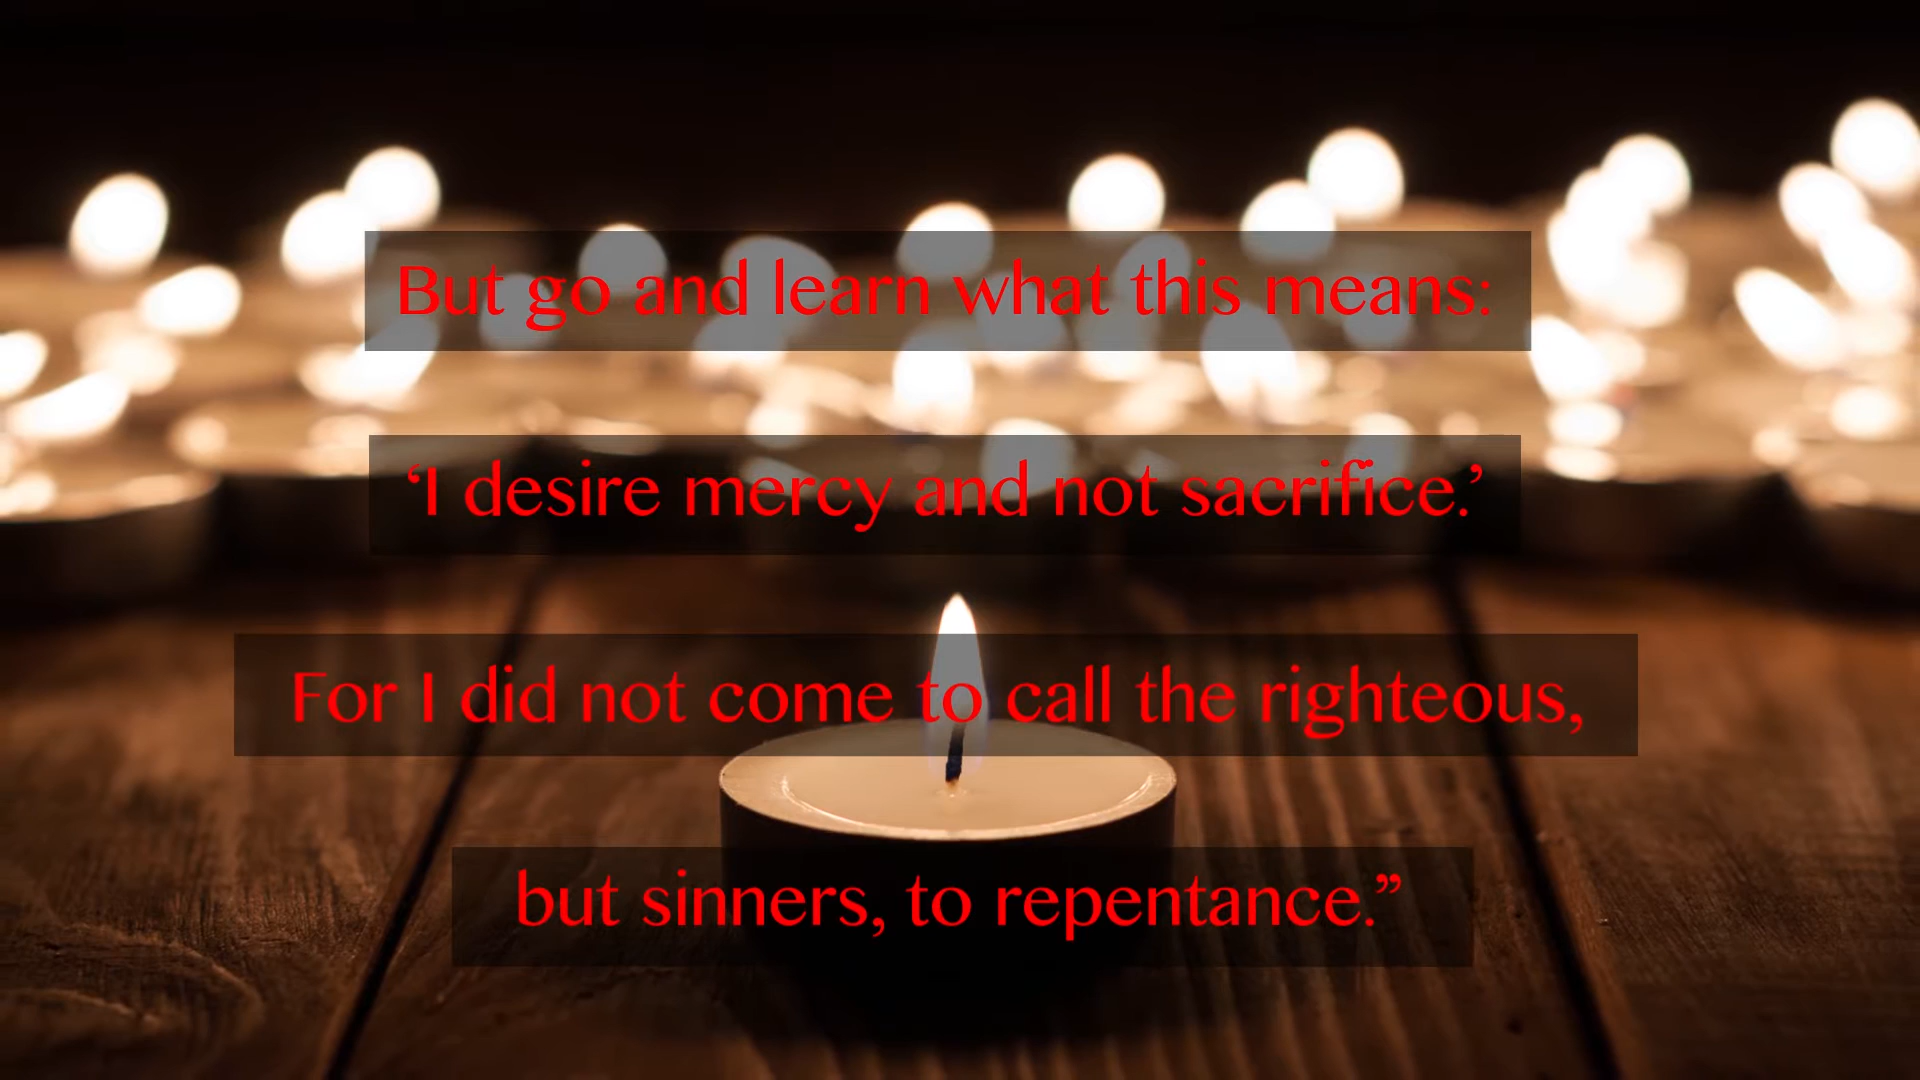 But go and learn what this means:
‘I desire mercy and not sacrifice.’
For I did not come to call the righteous,
but sinners, to repentance.”